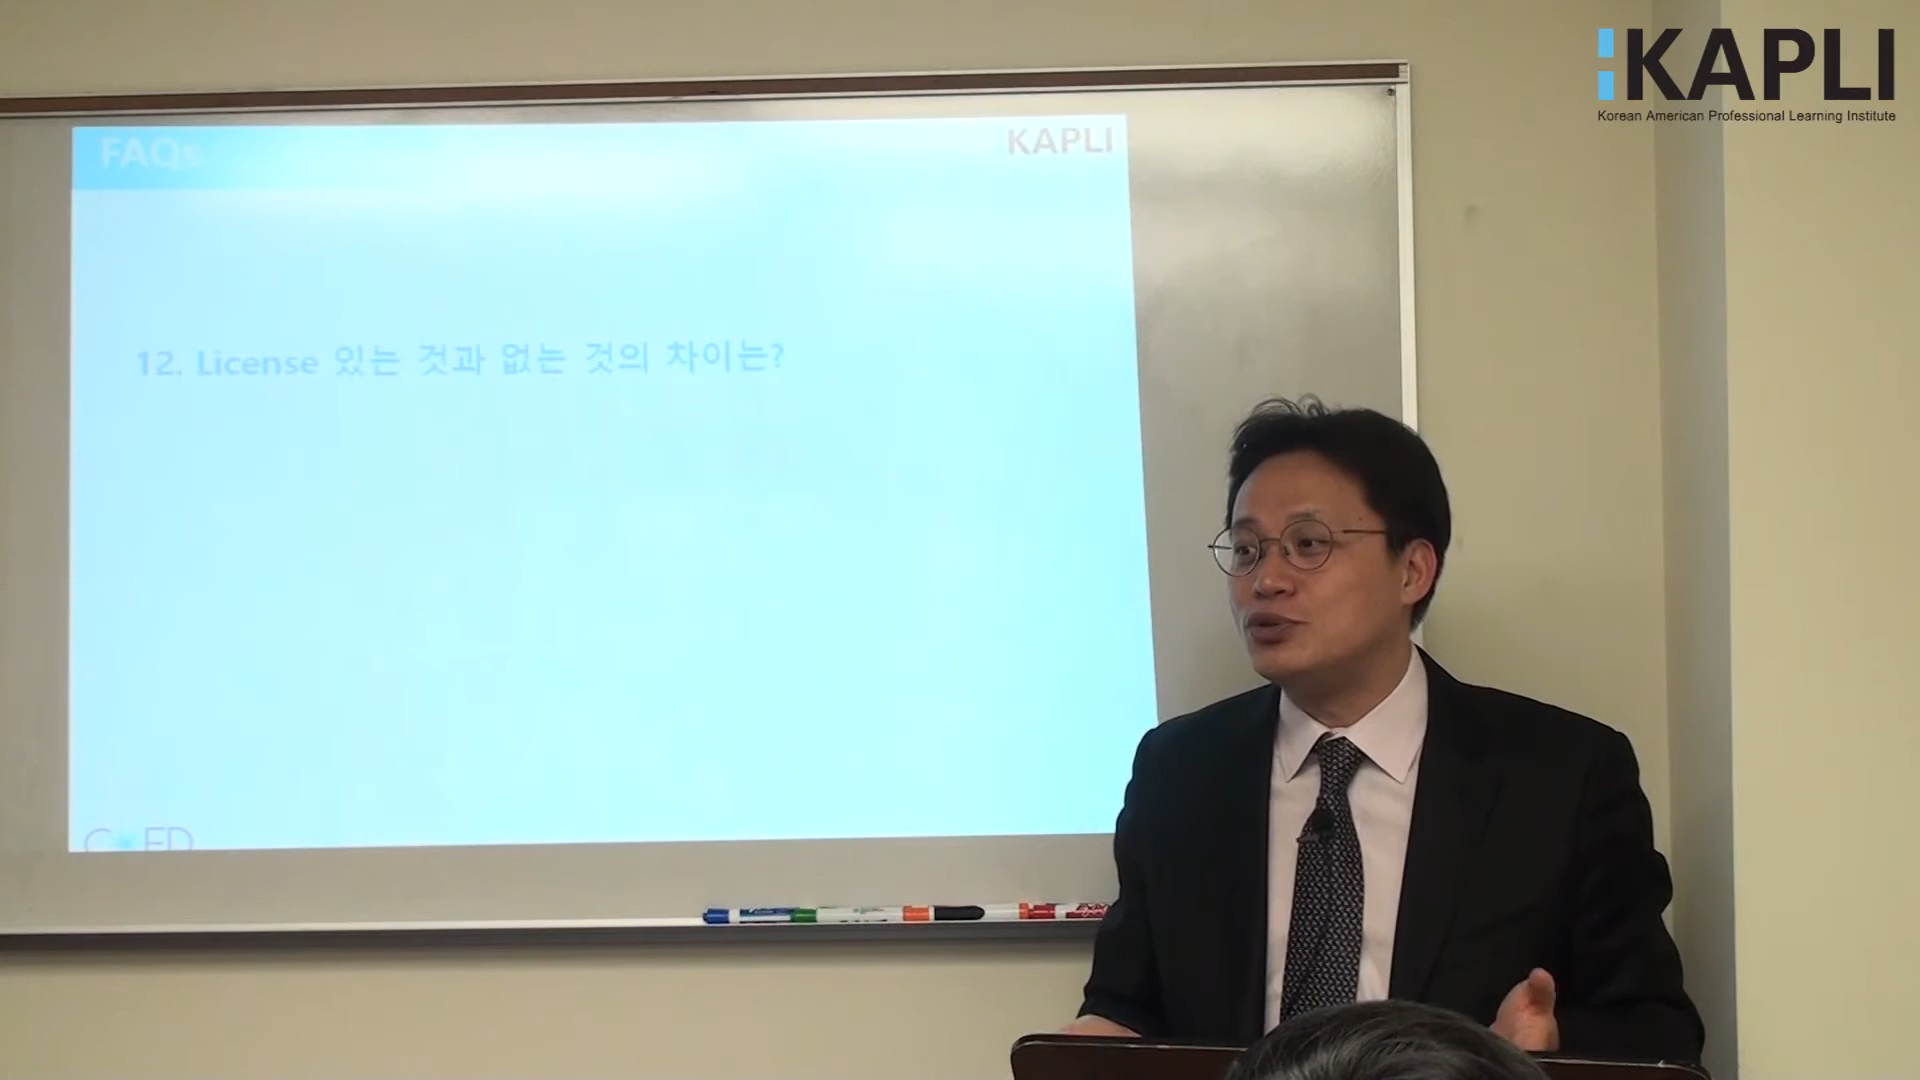 KAPLI
Korean American Professional Learning Institute
FAQs
KAPLI
12. License 있는 것과 없는 것의 차이는?